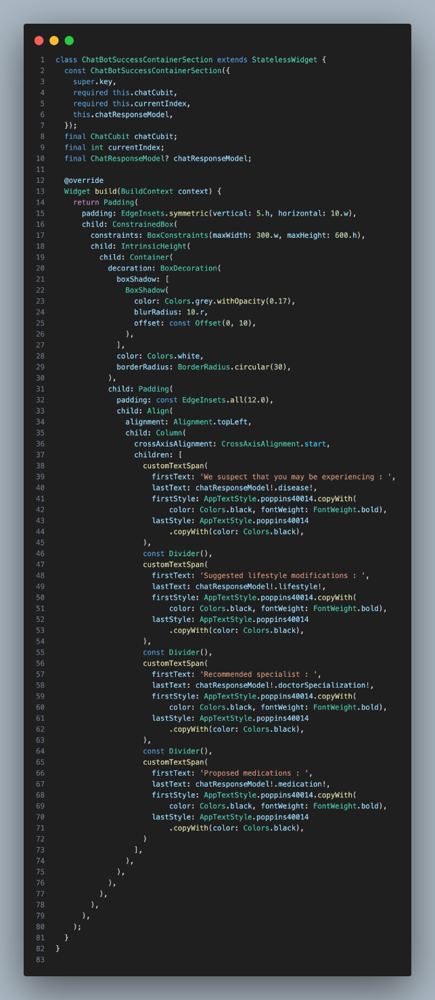 1 class ChatBotSuccessContainerSection extends StatelessWidget {
2   const ChatBotSuccessContainerSection({
3     super.key,
4     required this.chatCubit,
5     required this.currentIndex,
6     this.chatResponseModel,
7   });
8   final ChatCubit chatCubit;
9   final int currentIndex;
10   final ChatResponseModel? chatResponseModel;
11
12   @override
13   Widget build(BuildContext context) {
14     return Padding(
15       padding: EdgeInsets.symmetric(vertical: 5.h, horizontal: 10.w),
16       child: ConstrainedBox(
17         constraints: BoxConstraints(maxWidth: 300.w, maxHeight: 600.h),
18         child: IntrinsicHeight(
19           child: Container(
20             decoration: BoxDecoration(
21               boxShadow: [
22                 BoxShadow(
23                   color: Colors.grey.withOpacity(0.17),
24                   blurRadius: 10.r,
25                   offset: const Offset(0, 10),
26                 ),
27               ],
28               color: Colors.white,
29               borderRadius: BorderRadius.circular(30),
30             ),
31             child: Padding(
32               padding: const EdgeInsets.all(12.0),
33               child: Align(
34                 alignment: Alignment.topLeft,
35                 child: Column(
36                   crossAxisAlignment: CrossAxisAlignment.start,
37                   children: [
38                     customTextSpan(
39                       firstText: 'We suspect that you may be experiencing : ',
40                       lastText: chatResponseModel!.disease!,
41                       firstStyle: AppTextStyle.poppins40014.copyWith(
42                           color: Colors.black, fontWeight: FontWeight.bold),
43                       lastStyle: AppTextStyle.poppins40014
44                           .copyWith(color: Colors.black),
45                     ),
46                     const Divider(),
47                     customTextSpan(
48                       firstText: 'Suggested lifestyle modifications : ',
49                       lastText: chatResponseModel!.lifestyle!,
50                       firstStyle: AppTextStyle.poppins40014.copyWith(
51                           color: Colors.black, fontWeight: FontWeight.bold),
52                       lastStyle: AppTextStyle.poppins40014
53                           .copyWith(color: Colors.black),
54                     ),
55                     const Divider(),
56                     customTextSpan(
57                       firstText: 'Recommended specialist : ',
58                       lastText: chatResponseModel!.doctorSpecialization!,
59                       firstStyle: AppTextStyle.poppins40014.copyWith(
60                           color: Colors.black, fontWeight: FontWeight.bold),
61                       lastStyle: AppTextStyle.poppins40014
62                           .copyWith(color: Colors.black),
63                     ),
64                     const Divider(),
65                     customTextSpan(
66                       firstText: 'Proposed medications : ',
67                       lastText: chatResponseModel!.medication!,
68                       firstStyle: AppTextStyle.poppins40014.copyWith(
69                           color: Colors.black, fontWeight: FontWeight.bold),
70                       lastStyle: AppTextStyle.poppins40014
71                           .copyWith(color: Colors.black),
72                     )
73                   ],
74                 ),
75               ),
76             ),
77           ),
78         ),
79       ),
80     );
81   }
82 }
83